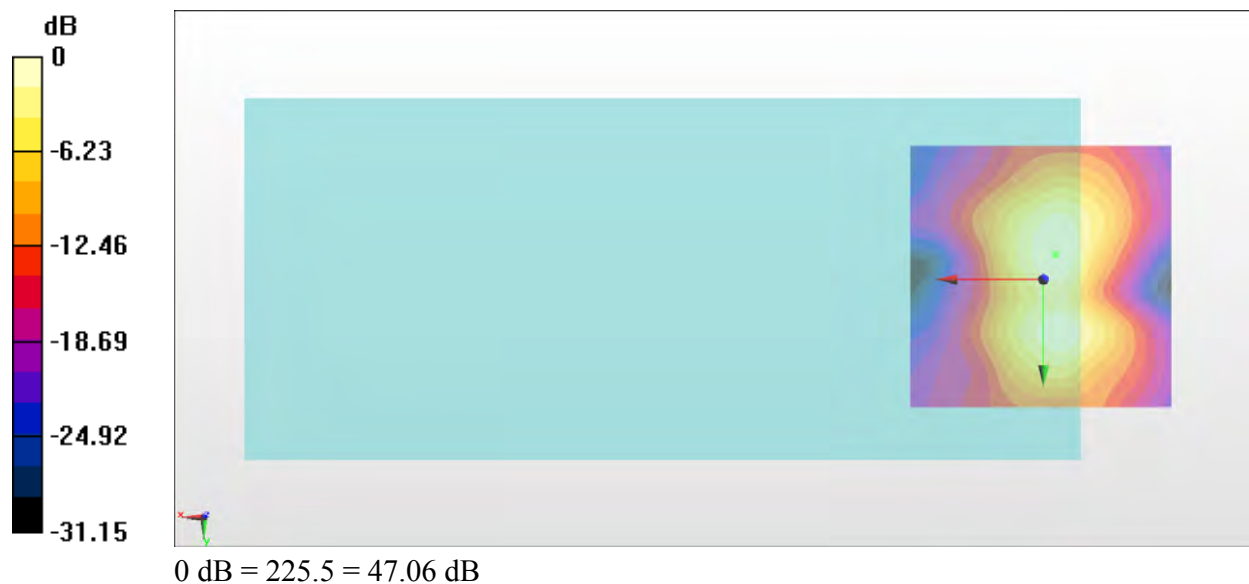 dB
0
-6.23
-12.46
-18.69
-24.92
-31.15
x
z
y
0 dB = 225.5 = 47.06 dB